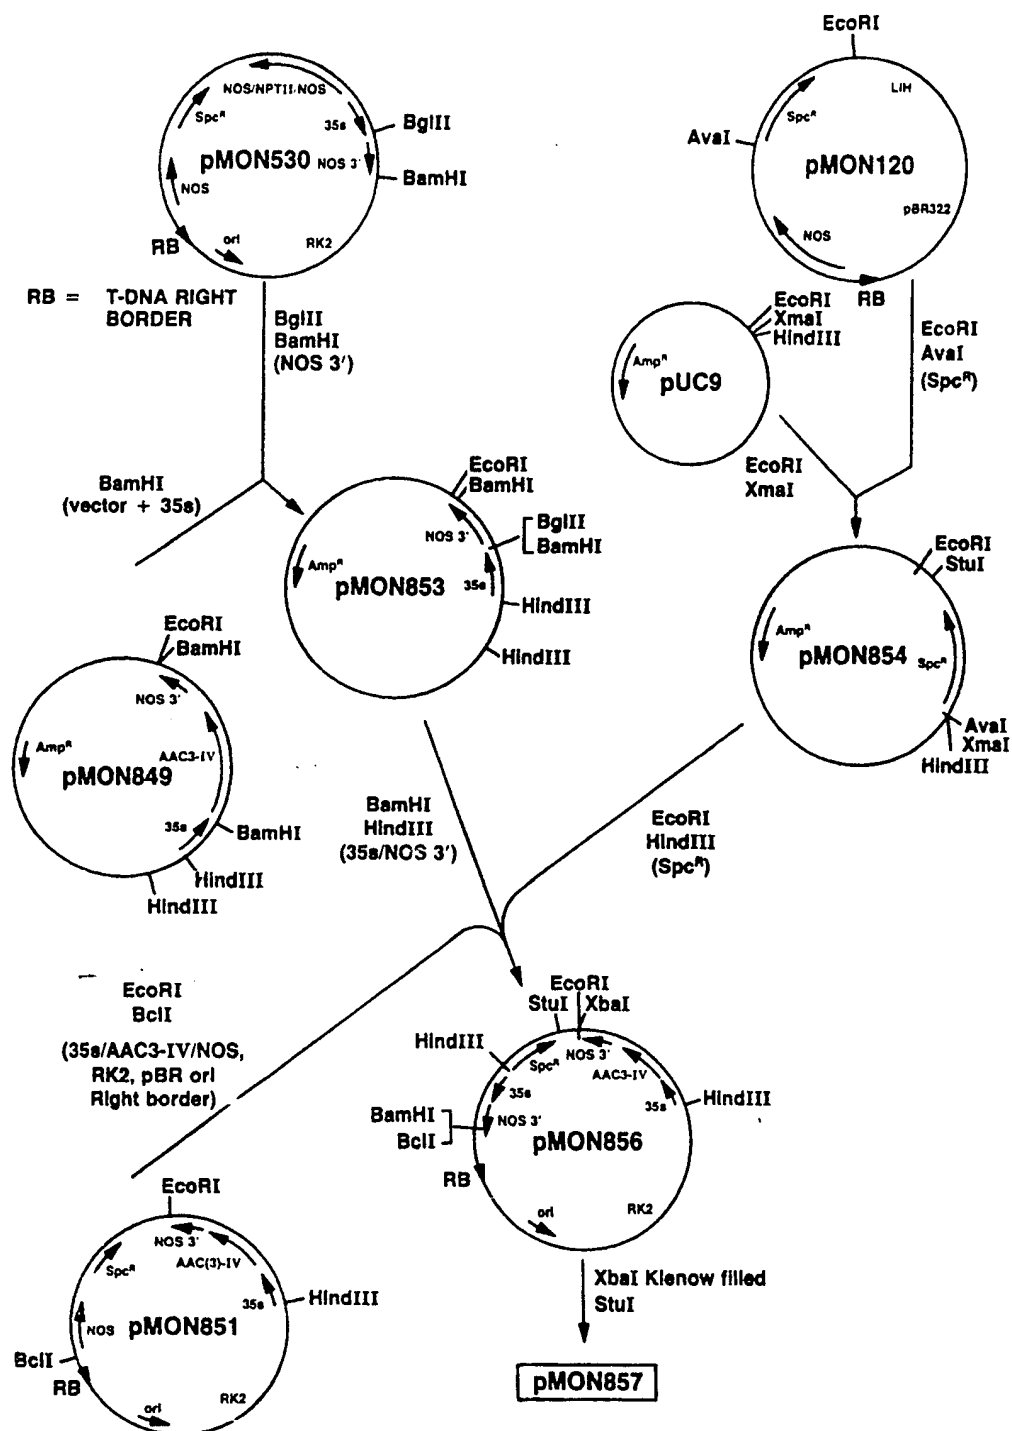 EcoRI
NOS/NPTII-NOS
Spcᴿ
35s
BglII
pMON530
NOS 3'
BamHI
NOS
RB
ori
RK2
LIH
Spcᴿ
AvaI
pMON120
pBR322
NOS
RB
RB = T-DNA RIGHT
BORDER
BglII
BamHI
(NOS 3')
EcoRI
XmaI
HindIII
Ampᴿ
pUC9
EcoRI
AvaI
(Spcᴿ)
EcoRI
XmaI
BamHI
(vector + 35s)
EcoRI
BamHI
NOS 3'
BglII
BamHI
Ampᴿ
pMON853
35s
HindIII
HindIII
EcoRI
StuI
Ampᴿ
pMON854
Spcᴿ
AvaI
XmaI
HindIII
EcoRI
BamHI
NOS 3'
Ampᴿ
AAC3-IV
pMON849
35s
BamHI
HindIII
HindIII
BamHI
HindIII
(35s/NOS 3')
EcoRI
HindIII
(Spcᴿ)
EcoRI
BclI
(35s/AAC3-IV/NOS,
RK2, pBR ori
Right border)
EcoRI
StuI
XbaI
HindIII
Spcᴿ
NOS 3'
AAC3-IV
35s
35s
HindIII
BamHI
BclI
NOS 3'
pMON856
RB
ori
RK2
XbaI Klenow filled
StuI
pMON857
EcoRI
NOS 3'
Spcᴿ
AAC(3)-IV
35s
HindIII
NOS
pMON851
BclI
RB
ori
RK2